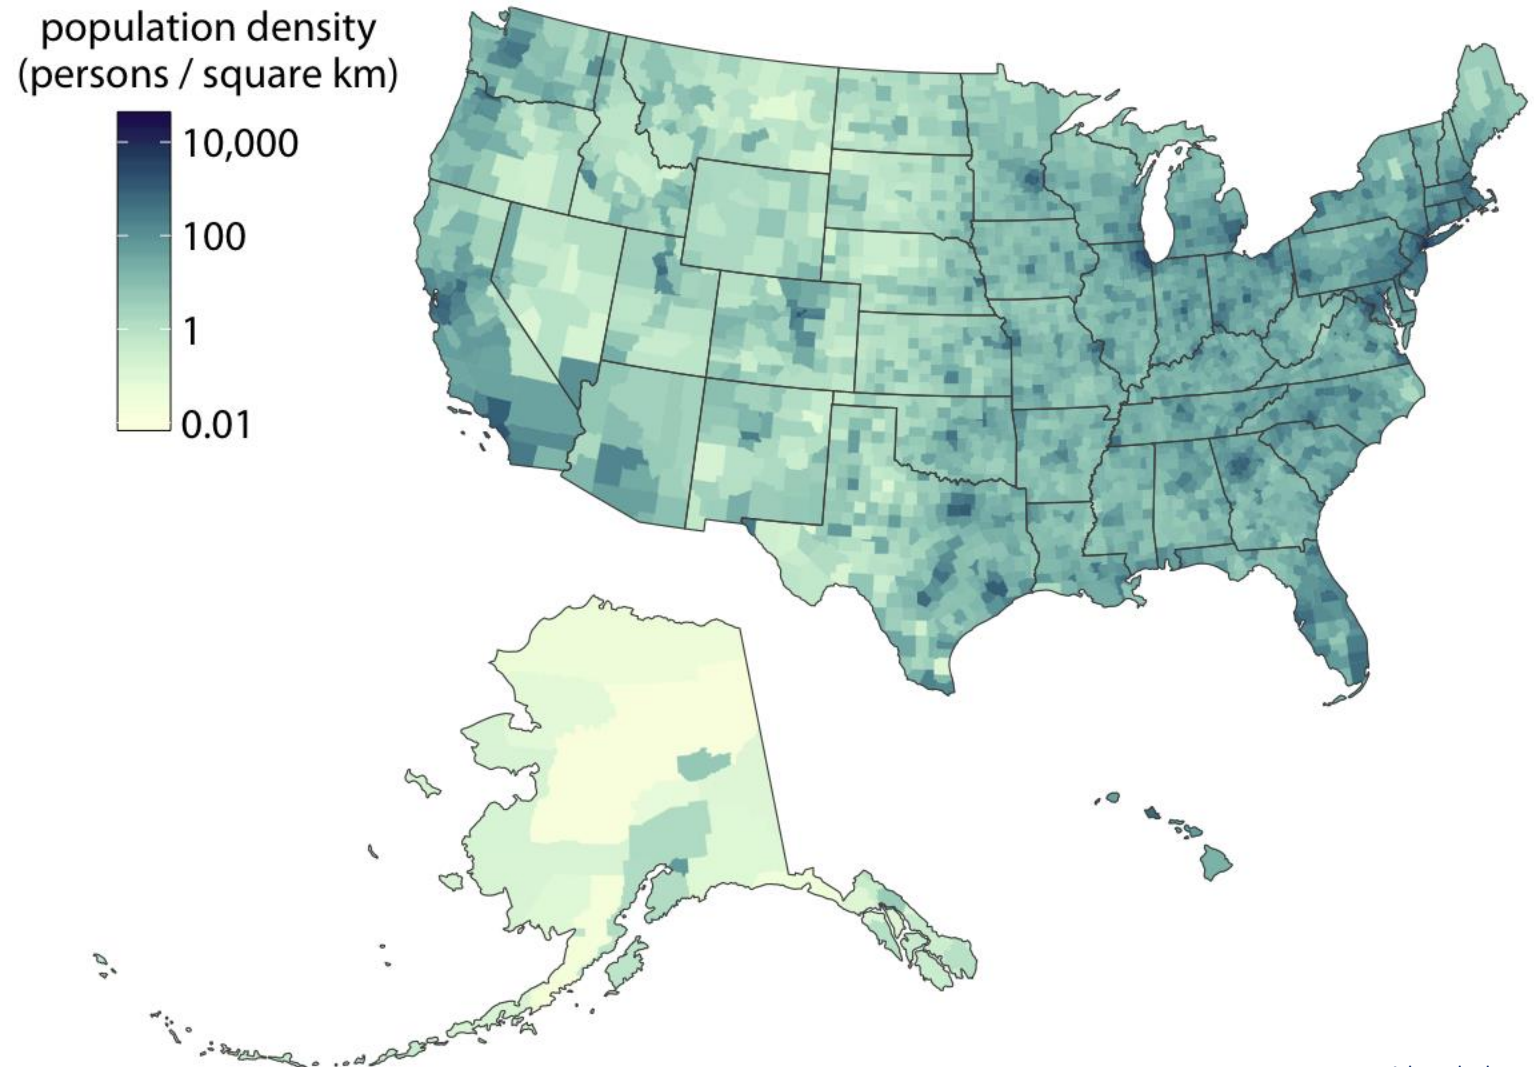 population density
(persons / square km)
10,000
100
1
0.01